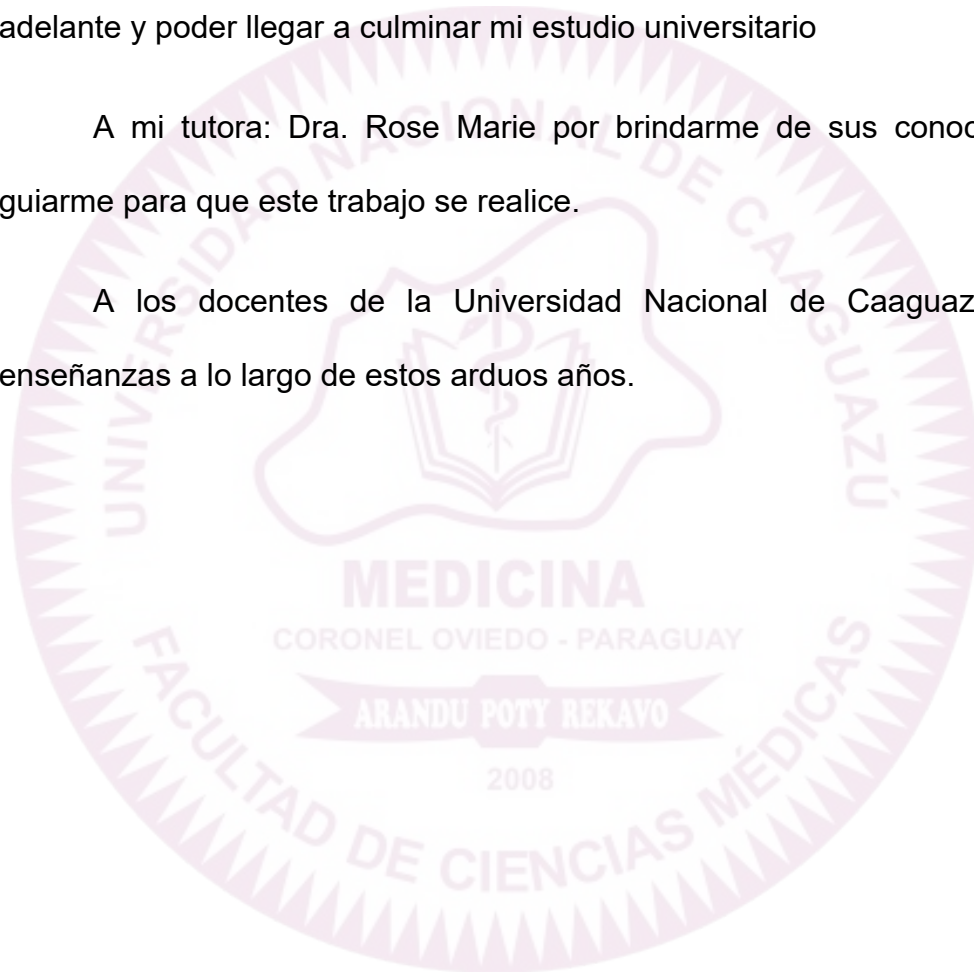 adelante y poder llegar a culminar mi estudio universitario
A mi tutora: Dra. Rose Marie por brindarme de sus conoc
guiarme para que este trabajo se realice.
A los docentes de la Universidad Nacional de Caaguaz
enseñanzas a lo largo de estos arduos años.
UNIVERSIDAD NACIONAL DE CAAGUAZÚ
MEDICINA
CORONEL OVIEDO - PARAGUAY
ARANDU POTY REKAVO
2008
FACULTAD DE CIENCIAS MÉDICAS